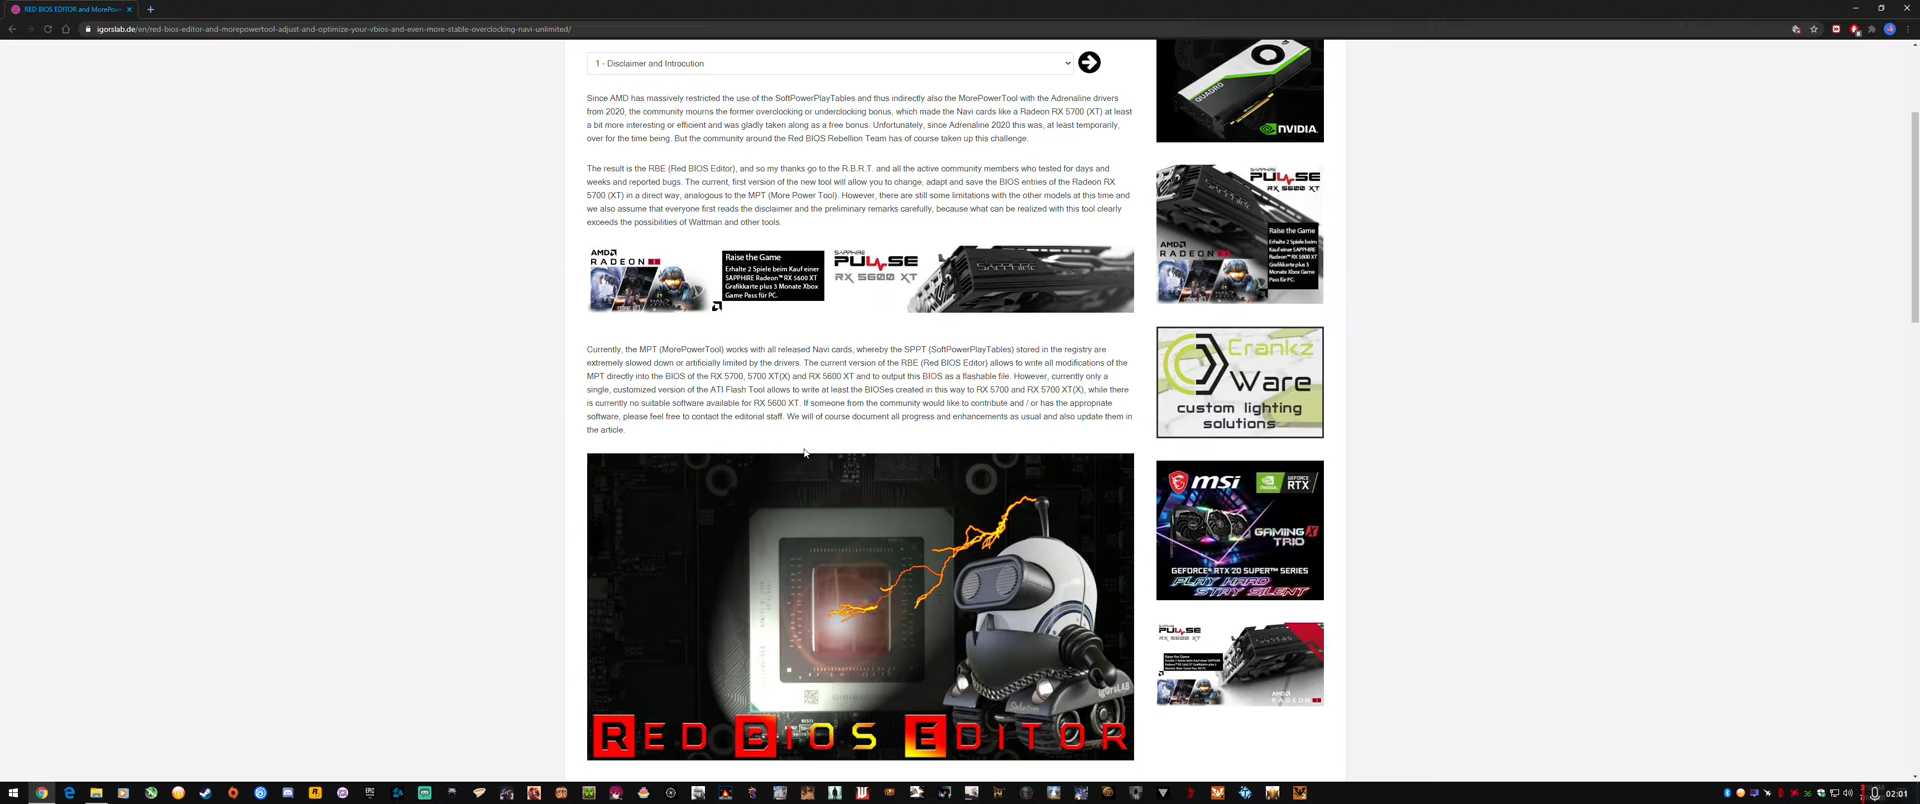 RED BIOS EDITOR and MorePow
igorslab.de/en/red-bios-editor-and-morepowertool-adjust-and-optimize-your-vbios-and-even-more-stable-overclocking-navi-unlimited/
1 - Disclaimer and Introcution
Since AMD has massively restricted the use of the SoftPowerPlayTables and thus indirectly also the MorePowerTool with the Adrenaline drivers
from 2020, the community mourns the former overclocking or underclocking bonus, which made the Navi cards like a Radeon RX 5700 (XT) at least
a bit more interesting or efficient and was gladly taken along as a free bonus. Unfortunately, since Adrenaline 2020 this was, at least temporarily,
over for the time being. But the community around the Red BIOS Rebellion Team has of course taken up this challenge.
The result is the RBE (Red BIOS Editor), and so my thanks go to the R.B.R.T. and all the active community members who tested for days and
weeks and reported bugs. The current, first version of the new tool will allow you to change, adapt and save the BIOS entries of the Radeon RX
5700 (XT) in a direct way, analogous to the MPT (More Power Tool). However, there are still some limitations with the other models at this time and
we also assume that everyone first reads the disclaimer and the preliminary remarks carefully, because what can be realized with this tool clearly
exceeds the possibilities of Wattman and other tools.
AMD
RADEON
Raise the Game
Erhalte 2 Spiele beim Kauf einer
SAPPHIRE Radeon™ RX 5600 XT
Grafikkarte plus 3 Monate Xbox
Game Pass für PC.
SAPPHIRE
PULSE
RX 5600 XT
SAPPHIRE
Currently, the MPT (MorePowerTool) works with all released Navi cards, whereby the SPPT (SoftPowerPlayTables) stored in the registry are
extremely slowed down or artificially limited by the drivers. The current version of the RBE (Red BIOS Editor) allows to write all modifications of the
MPT directly into the BIOS of the RX 5700, 5700 XT(X) and RX 5600 XT and to output this BIOS as a flashable file. However, currently only a
single, customized version of the ATI Flash Tool allows to write at least the BIOSes created in this way to RX 5700 and RX 5700 XT(X), while there
is currently no suitable software available for RX 5600 XT. If someone from the community would like to contribute and / or has the appropriate
software, please feel free to contact the editorial staff. We will of course document all progress and enhancements as usual and also update them in
the article.
IgorsLAB
RED BIOS EDITOR
QUADRO
NVIDIA.
SAPPHIRE
PULSE
RX 5600 XT
Raise the Game
Erhalte 2 Spiele beim
Kauf einer SAPPHIRE
Radeon™ RX 5600 XT
Grafikkarte plus 3
Monate Xbox Game
Pass für PC.
AMD
RADEON
Crankz
Ware
custom lighting
solutions
msi
GEFORCE
RTX
NVIDIA
GAMING X
TRIO
GEFORCE® RTX 20 SUPER™ SERIES
PLAY HARD
STAY SILENT
SAPPHIRE
PULSE
RX 5600 XT
Raise the Game
AMD
RADEON
EPIC
36
02:01